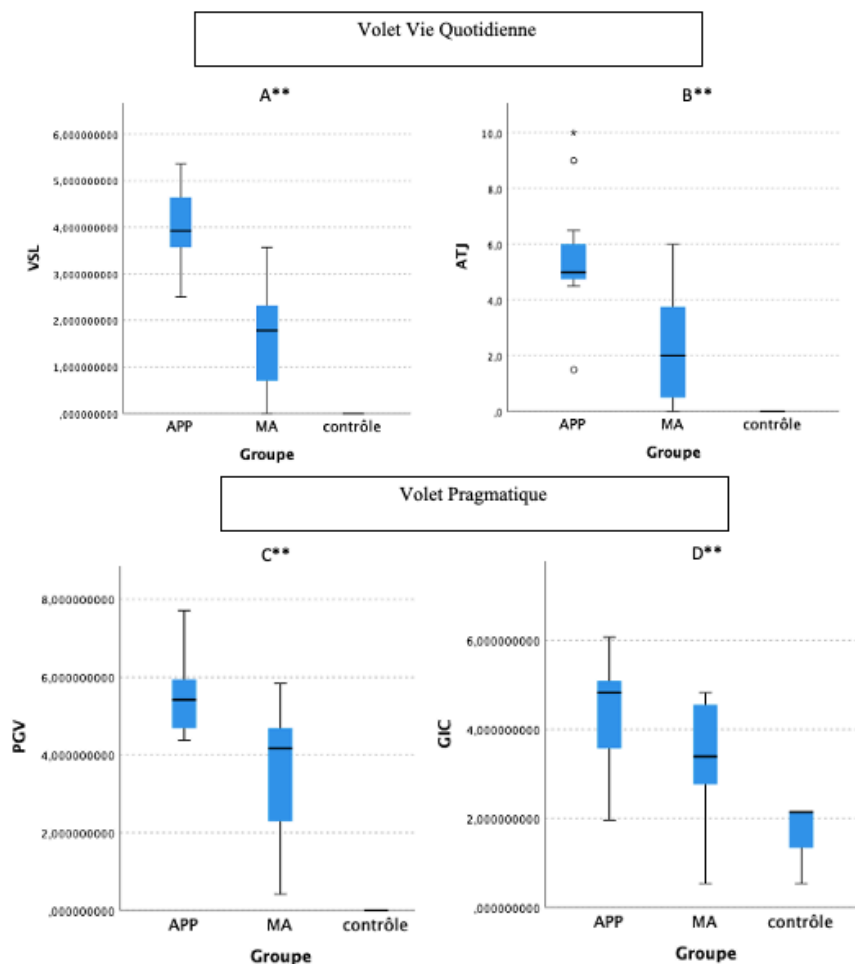 Volet Vie Quotidienne
A**
VSL
6,000000000
5,000000000
4,000000000
3,000000000
2,000000000
1,000000000
,000000000
APP MA contrôle
Groupe
B**
ATJ
10,0
8,0
6,0
4,0
2,0
,0
APP MA contrôle
Groupe
Volet Pragmatique
C**
PGV
8,000000000
6,000000000
4,000000000
2,000000000
,000000000
APP MA contrôle
Groupe
D**
GIC
6,000000000
4,000000000
2,000000000
,000000000
APP MA contrôle
Groupe